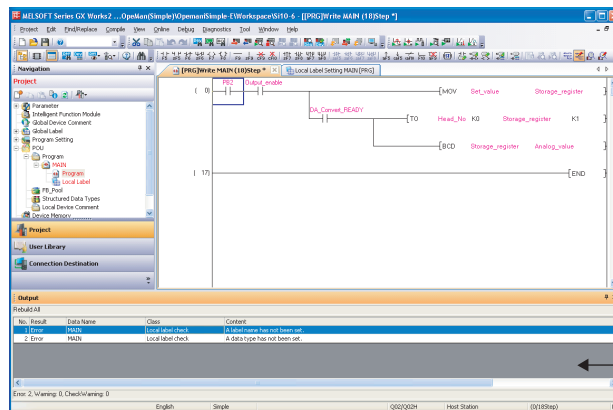 MELSOFT Series GX Works2 ...OpeMan(Simple)\OpemanSimple-E\Workspace\Si10-6 - [[PRG]Write MAIN (18)Step *]
Project Edit Find/Replace Compile View Online Debug Diagnostics Tool Window Help
Navigation
[PRG]Write MAIN (18)Step * Local Label Setting MAIN [PRG]
Project
Parameter
Intelligent Function Module
Global Device Comment
Global Label
Program Setting
POU
Program
MAIN
Program
Local Label
FB_Pool
Structured Data Types
Local Device Comment
Device Memory
Project
User Library
Connection Destination
( 0) PB2 Output_enable [MOV Set_value Storage_register ]
DA_Convert_READY [TO Head_No K0 Storage_register K1 ]
[BCD Storage_register Analog_value ]
( 17) [END ]
Output
Rebuild All
No. Result Data Name Class Content
1 Error MAIN Local label check A label name has not been set.
2 Error MAIN Local label check A data type has not been set.
Error: 2, Warning: 0, CheckWarning: 0
English Simple Q02/Q02H Host Station (0/18Step)